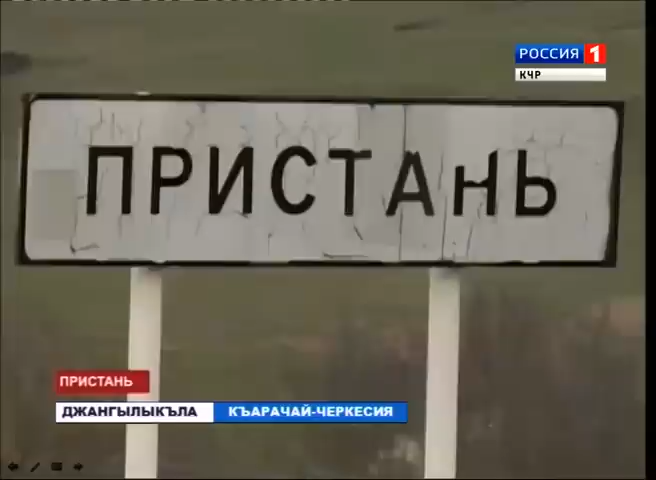 РОССИЯ 1
КЧР
ПРИСТАНЬ
ПРИСТАНЬ
ДЖАНГЫЛЫКЪЛА КЪАРАЧАЙ-ЧЕРКЕСИЯ